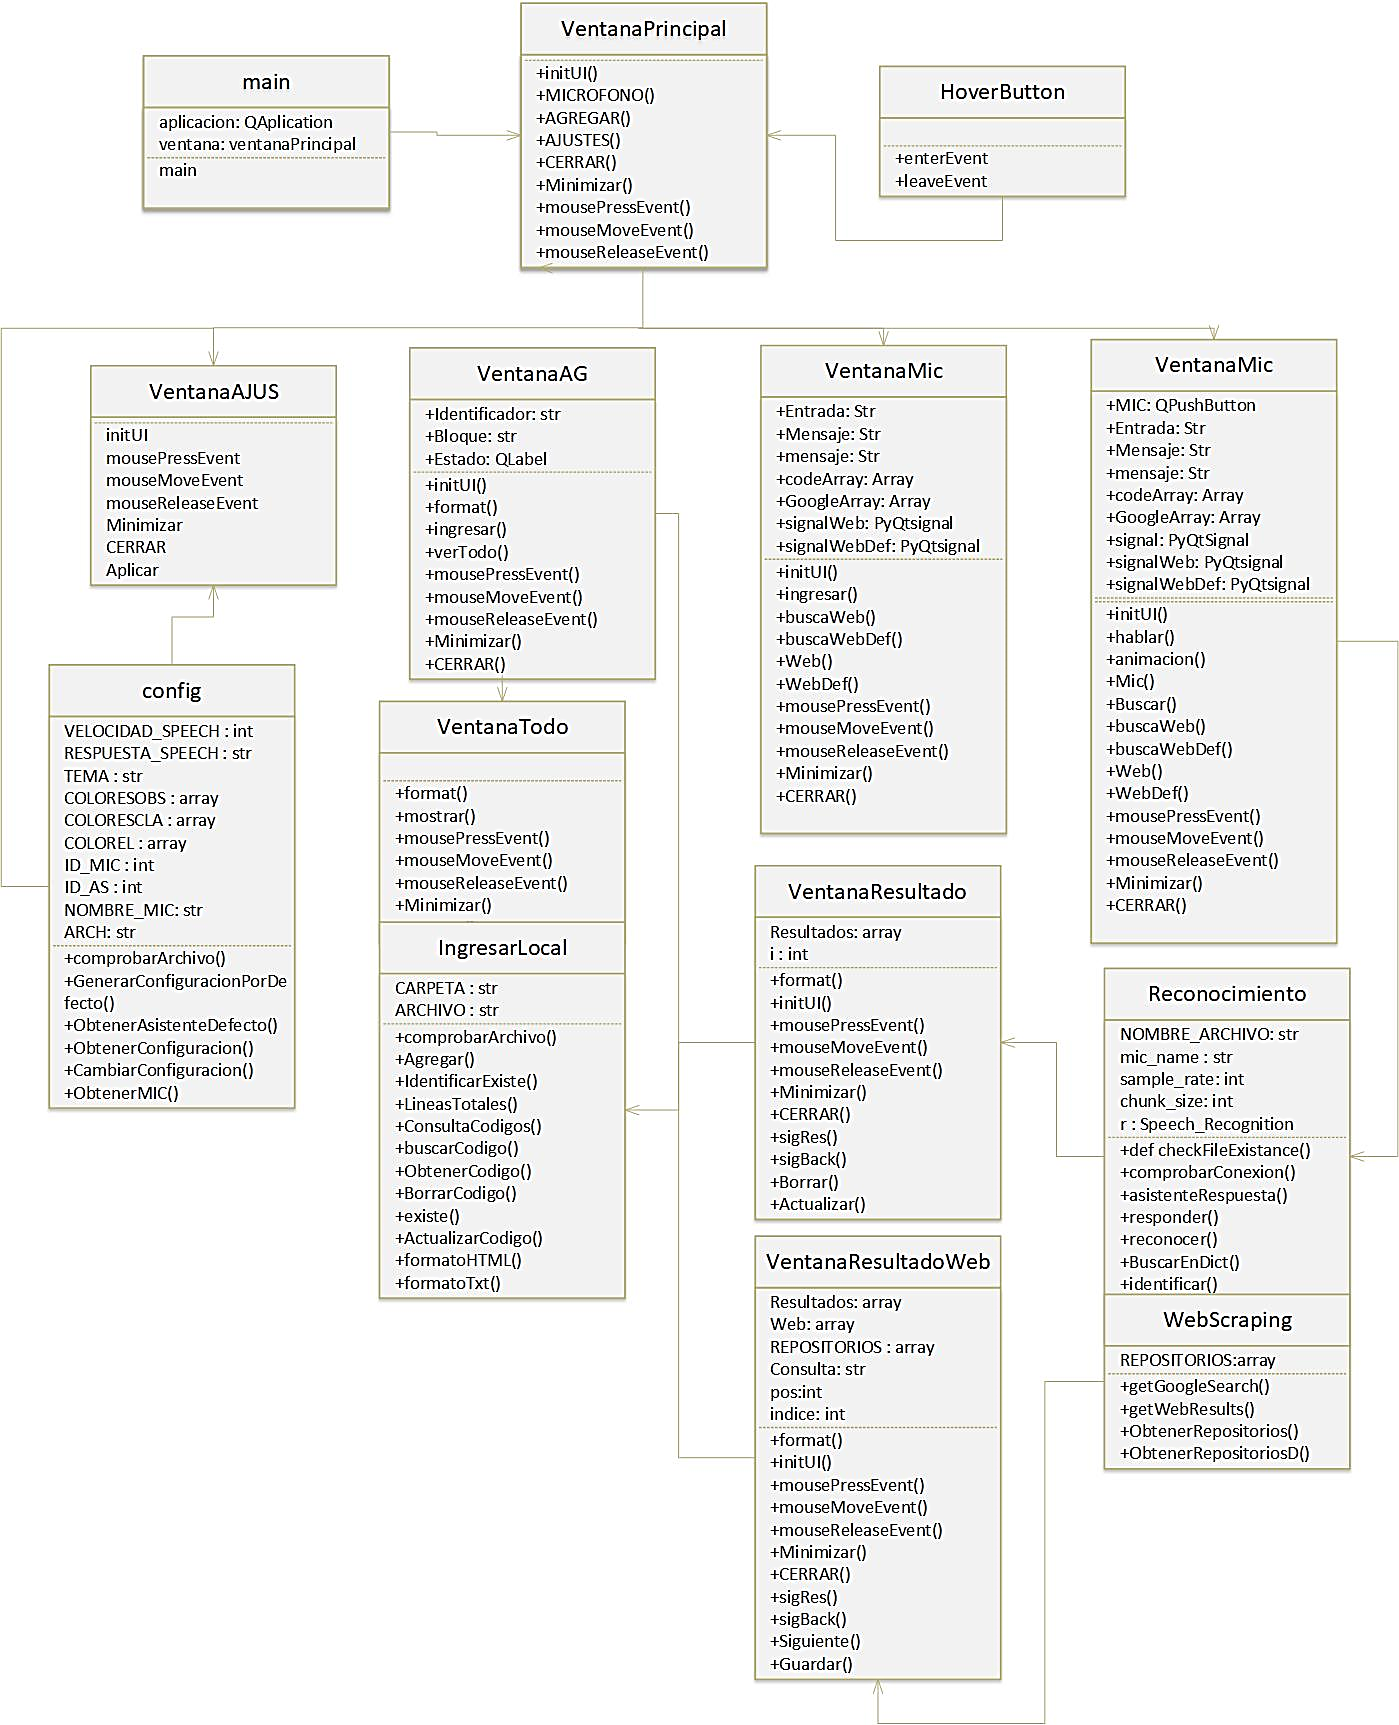 VentanaPrincipal
+initUI()
+MICROFONO()
+AGREGAR()
+AJUSTES()
+CERRAR()
+Minimizar()
+mousePressEvent()
+mouseMoveEvent()
+mouseReleaseEvent()
main
aplicacion: QAplication
ventana: ventanaPrincipal
main
HoverButton
+enterEvent
+leaveEvent
VentanaAJUS
initUI
mousePressEvent
mouseMoveEvent
mouseReleaseEvent
Minimizar
CERRAR
Aplicar
VentanaAG
+Identificador: str
+Bloque: str
+Estado: QLabel
+initUI()
+format()
+ingresar()
+verTodo()
+mousePressEvent()
+mouseMoveEvent()
+mouseReleaseEvent()
+Minimizar()
+CERRAR()
VentanaMic
+Entrada: Str
+Mensaje: Str
+mensaje: Str
+codeArray: Array
+GoogleArray: Array
+signalWeb: PyQtsignal
+signalWebDef: PyQtsignal
+initUI()
+ingresar()
+buscaWeb()
+buscaWebDef()
+Web()
+WebDef()
+mousePressEvent()
+mouseMoveEvent()
+mouseReleaseEvent()
+Minimizar()
+CERRAR()
VentanaMic
+MIC: QPushButton
+Entrada: Str
+Mensaje: Str
+mensaje: Str
+codeArray: Array
+GoogleArray: Array
+signal: PyQtSignal
+signalWeb: PyQtsignal
+signalWebDef: PyQtsignal
+initUI()
+hablar()
+animacion()
+Mic()
+Buscar()
+buscaWeb()
+buscaWebDef()
+Web()
+WebDef()
+mousePressEvent()
+mouseMoveEvent()
+mouseReleaseEvent()
+Minimizar()
+CERRAR()
config
VELOCIDAD_SPEECH : int
RESPUESTA_SPEECH : str
TEMA : str
COLORESOBS : array
COLORESCLA : array
COLOREL : array
ID_MIC : int
ID_AS : int
NOMBRE_MIC: str
ARCH: str
+comprobarArchivo()
+GenerarConfiguracionPorDe
fecto()
+ObtenerAsistenteDefecto()
+ObtenerConfiguracion()
+CambiarConfiguracion()
+ObtenerMIC()
VentanaTodo
+format()
+mostrar()
+mousePressEvent()
+mouseMoveEvent()
+mouseReleaseEvent()
+Minimizar()
IngresarLocal
CARPETA : str
ARCHIVO : str
+comprobarArchivo()
+Agregar()
+IdentificarExiste()
+LineasTotales()
+ConsultaCodigos()
+buscarCodigo()
+ObtenerCodigo()
+BorrarCodigo()
+existe()
+ActualizarCodigo()
+formatoHTML()
+formatoTxt()
VentanaResultado
Resultados: array
i : int
+format()
+initUI()
+mousePressEvent()
+mouseMoveEvent()
+mouseReleaseEvent()
+Minimizar()
+CERRAR()
+sigRes()
+sigBack()
+Borrar()
+Actualizar()
Reconocimiento
NOMBRE_ARCHIVO: str
mic_name : str
sample_rate: int
chunk_size: int
r : Speech_Recognition
+def checkFileExistance()
+comprobarConexion()
+asistenteRespuesta()
+responder()
+reconocer()
+BuscarEnDict()
+identificar()
WebScraping
REPOSITORIOS:array
+getGoogleSearch()
+getWebResults()
+ObtenerRepositorios()
+ObtenerRepositoriosD()
VentanaResultadoWeb
Resultados: array
Web: array
REPOSITORIOS : array
Consulta: str
pos:int
indice: int
+format()
+initUI()
+mousePressEvent()
+mouseMoveEvent()
+mouseReleaseEvent()
+Minimizar()
+CERRAR()
+sigRes()
+sigBack()
+Siguiente()
+Guardar()